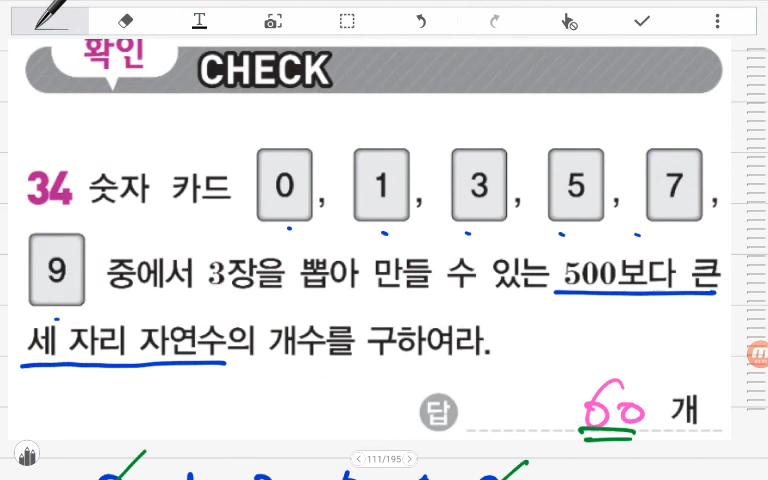 확인 CHECK
34 숫자 카드 0, 1, 3, 5, 7,
9 중에서 3장을 뽑아 만들 수 있는 500보다 큰
세 자리 자연수의 개수를 구하여라.
답 60 개
111/195